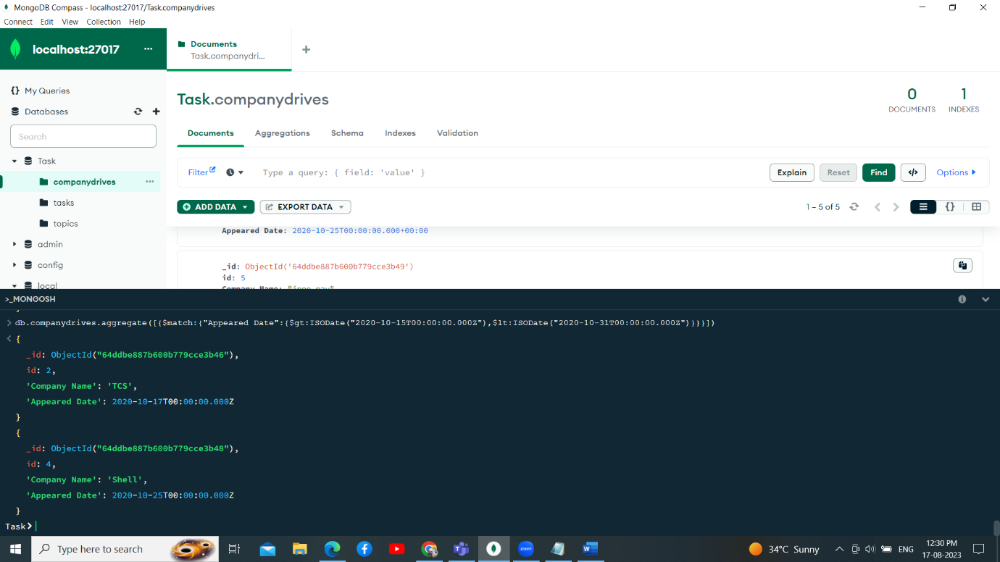 MongoDB Compass - localhost:27017/Task.companydrives
Connect Edit View Collection Help
localhost:27017 ...
Documents
Task.companydri...
+
{} My Queries
Databases
Search
Task
companydrives ...
tasks
topics
admin
config
local
Task.companydrives
0
DOCUMENTS
1
INDEXES
Documents Aggregations Schema Indexes Validation
Filter Type a query: { field: 'value' } Explain Reset Find </> Options
ADD DATA EXPORT DATA 1 – 5 of 5 {}
Appeared Date: 2020-10-25T00:00:00.000+00:00
_id: ObjectId('64ddbe887b600b779cce3b49')
id: 5
>_MONGOSH
> db.companydrives.aggregate([{$match:{"Appeared Date":{$gt:ISODate("2020-10-15T00:00:00.000Z"),$lt:ISODate("2020-10-31T00:00:00.000Z")}}}])
< {
_id: ObjectId("64ddbe887b600b779cce3b46"),
id: 2,
'Company Name': 'TCS',
'Appeared Date': 2020-10-17T00:00:00.000Z
}
{
_id: ObjectId("64ddbe887b600b779cce3b48"),
id: 4,
'Company Name': 'Shell',
'Appeared Date': 2020-10-25T00:00:00.000Z
}
Task>
Type here to search
zoom
34°C Sunny
ENG
12:30 PM
17-08-2023